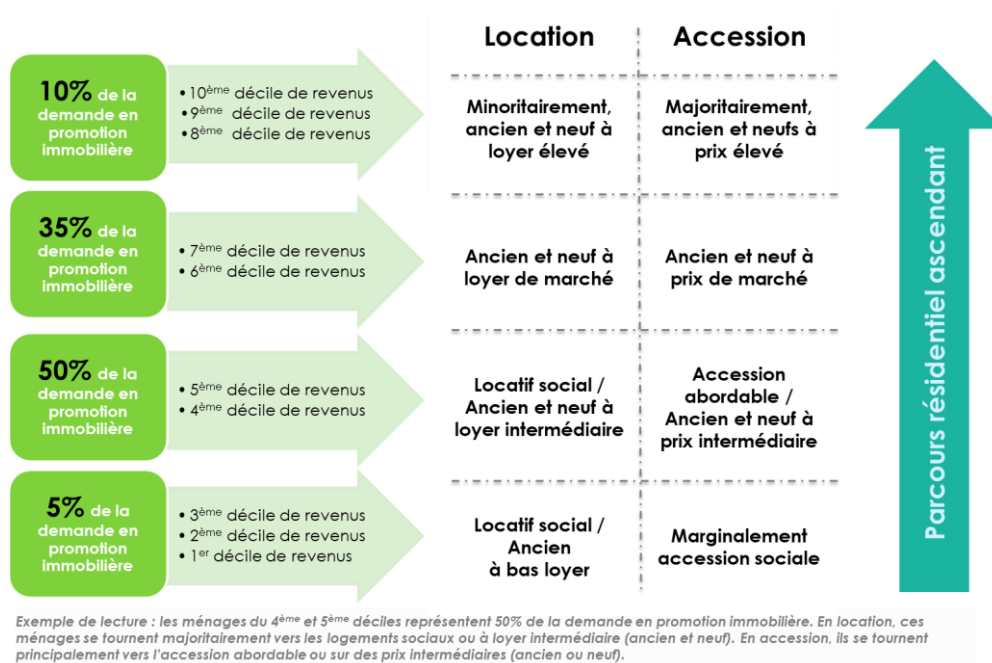 Location
Accession
10% de la
demande en
promotion
immobilière
• 10ème décile de revenus
• 9ème décile de revenus
• 8ème décile de revenus
Minoritairement,
ancien et neuf à
loyer élevé
Majoritairement,
ancien et neufs à
prix élevé
35% de la
demande en
promotion
immobilière
• 7ème décile de revenus
• 6ème décile de revenus
Ancien et neuf à
loyer de marché
Ancien et neuf à
prix de marché
50% de la
demande en
promotion
immobilière
• 5ème décile de revenus
• 4ème décile de revenus
Locatif social /
Ancien et neuf à
loyer intermédiaire
Accession
abordable /
Ancien et neuf à
prix intermédiaire
5% de la
demande en
promotion
immobilière
• 3ème décile de revenus
• 2ème décile de revenus
• 1er décile de revenus
Locatif social /
Ancien
à bas loyer
Marginalement
accession sociale
Parcours résidentiel ascendant
Exemple de lecture : les ménages du 4ème et 5ème déciles représentent 50% de la demande en promotion immobilière. En location, ces
ménages se tournent majoritairement vers les logements sociaux ou à loyer intermédiaire (ancien et neuf). En accession, ils se tournent
principalement vers l'accession abordable ou sur des prix intermédiaires (ancien ou neuf).